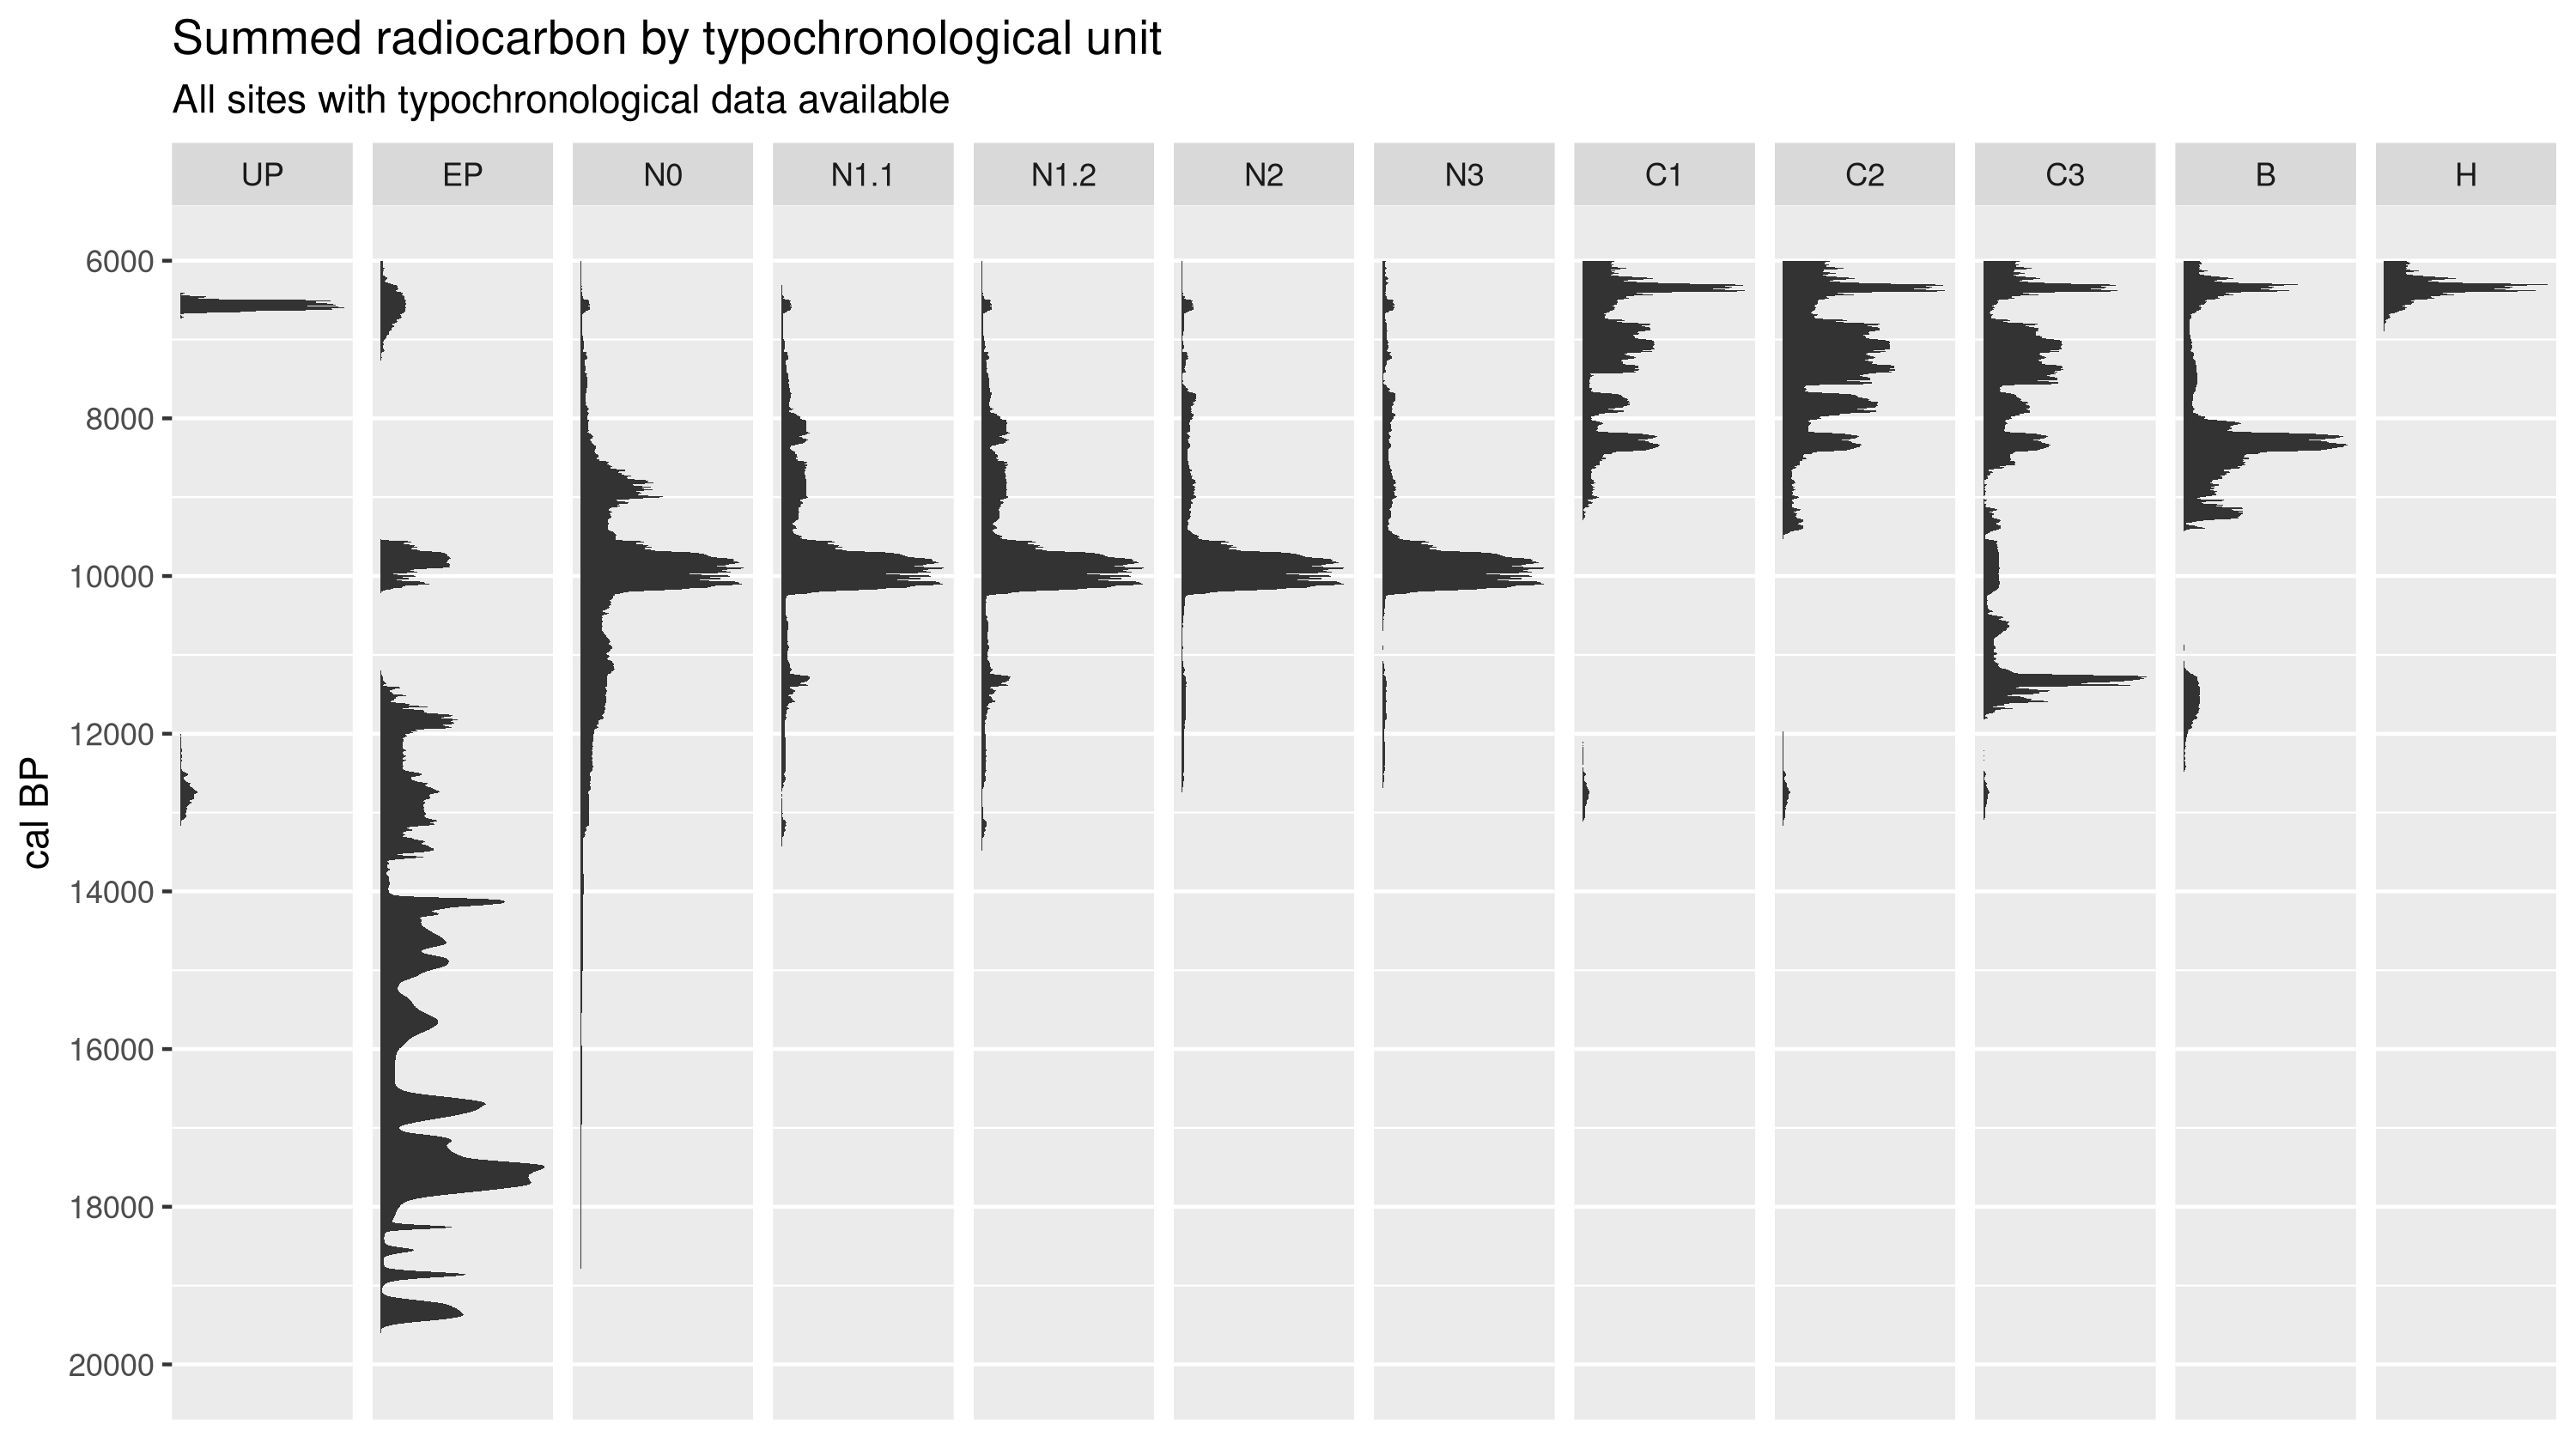 Summed radiocarbon by typochronological unit
All sites with typochronological data available
UP EP N0 N1.1 N1.2 N2 N3 C1 C2 C3 B H
6000
8000
10000
12000
cal BP
14000
16000
18000
20000